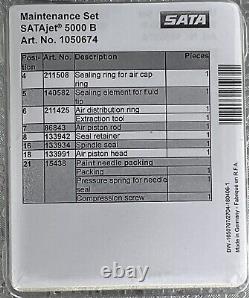 Maintenance Set
SATAjet® 5000 B
Art. No. 1050674
SATA
Posi-tion Art. No. Description Pieces
4 211508 Sealing ring for air cap ring 1
5 140582 Sealing element for fluid tip 1
6 211425 Air distribution ring 1
Extraction tool 1
7 86843 Air piston rod 1
8 133942 Seal retainer 1
16 133934 Spindle seal 1
18 133991 Air piston head 1
21 15438 Paint needle packing
Packing 1
Pressure spring for needle seal 1
Compression screw 1
Made in Germany - Fabriqué en R.F.A.